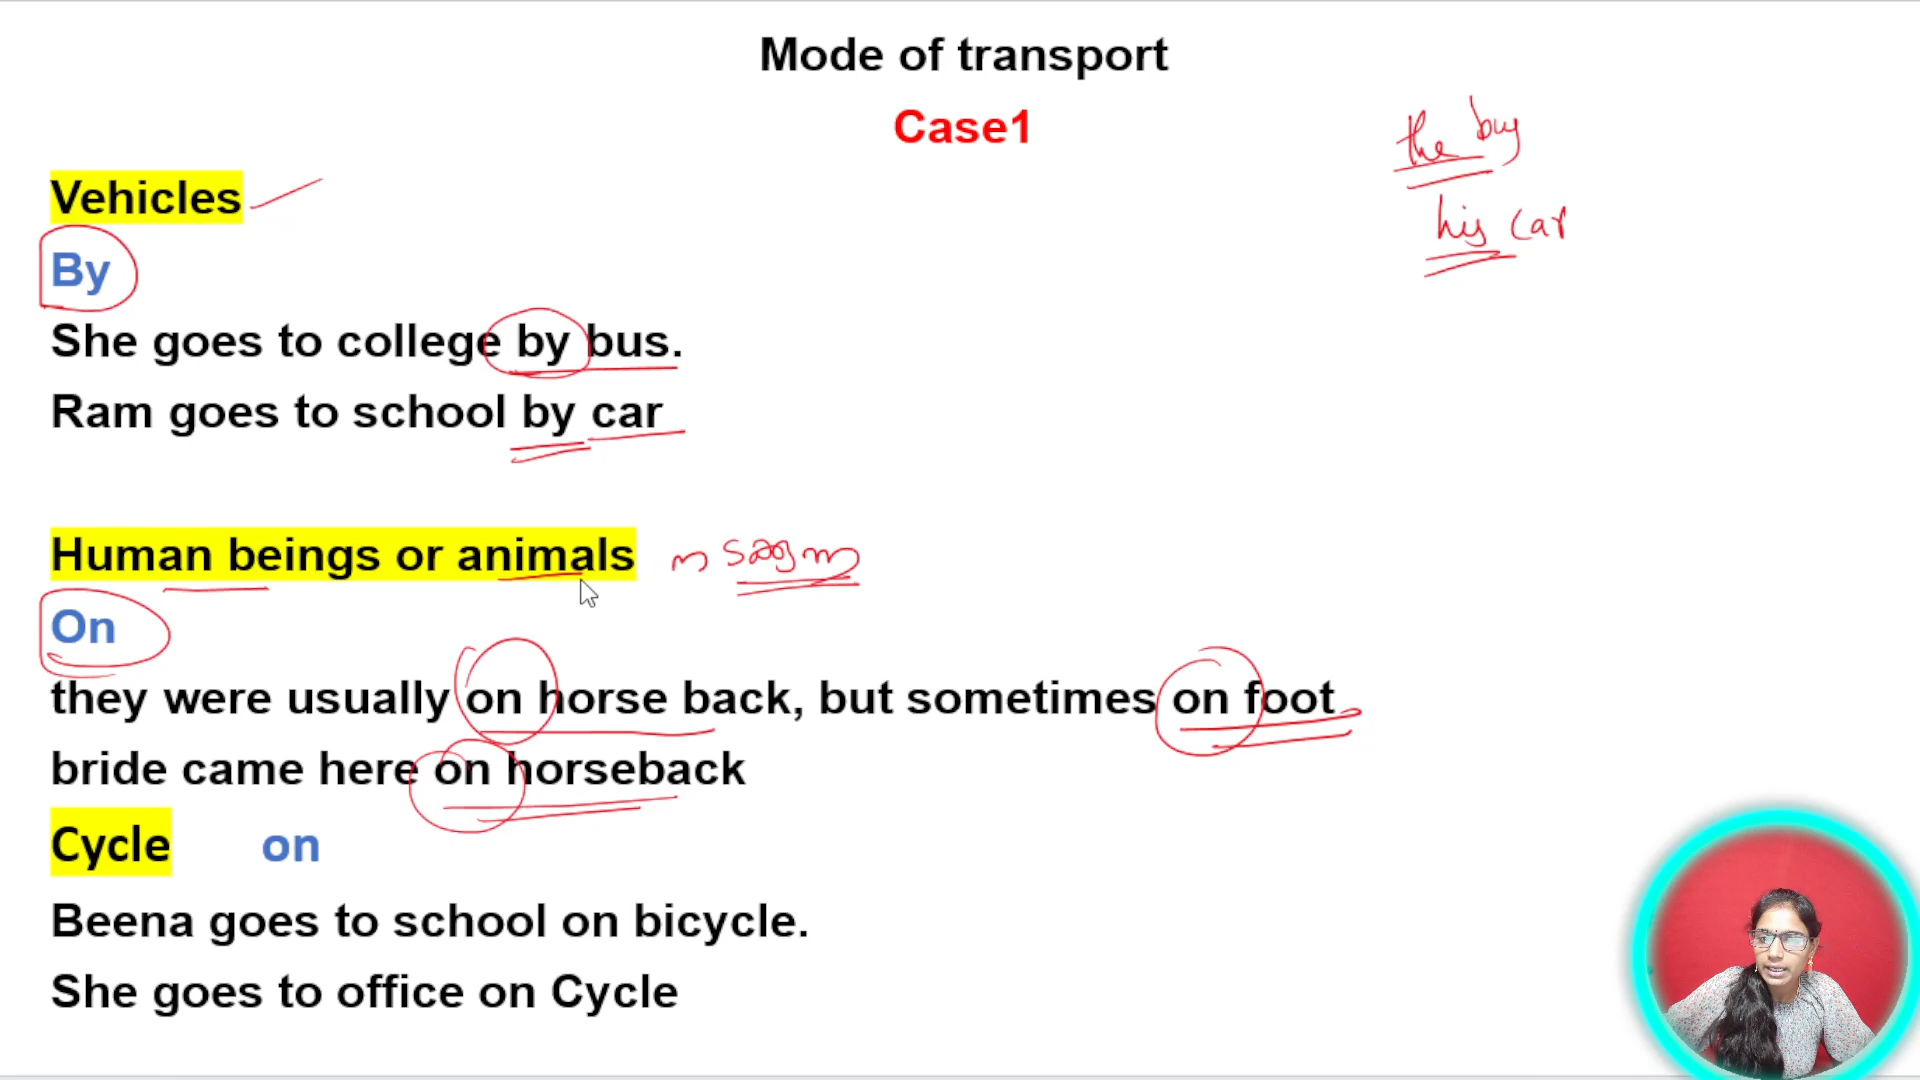 Mode of transport
Case1
the bus
his car
Vehicles
By
She goes to college by bus.
Ram goes to school by car
Human beings or animals
On
they were usually on horse back, but sometimes on foot
bride came here on horseback
Cycle on
Beena goes to school on bicycle.
She goes to office on Cycle